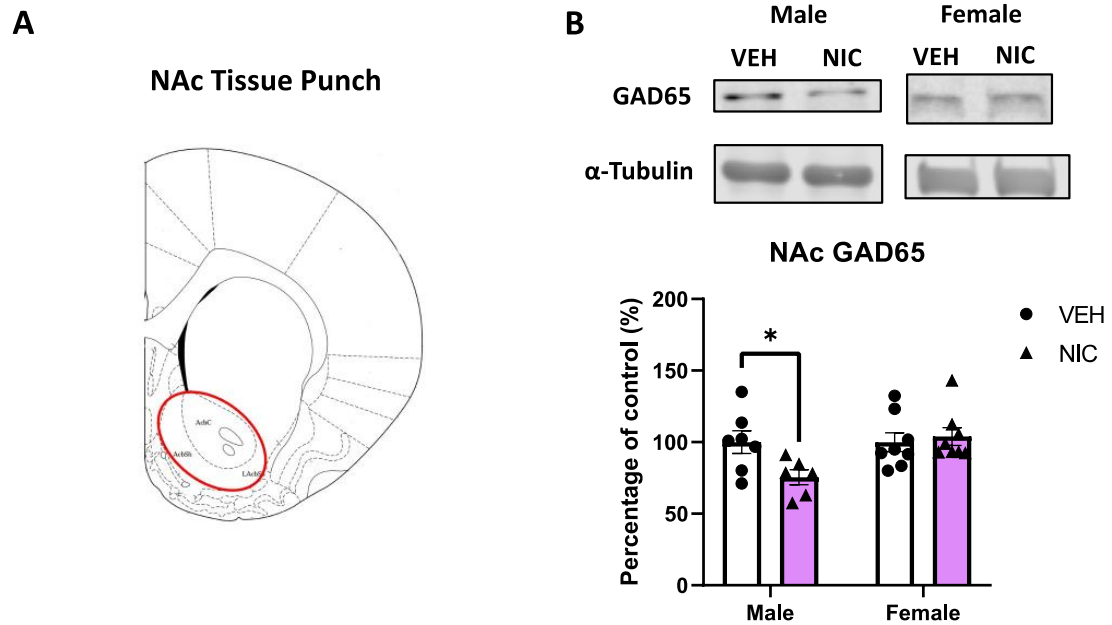 A
NAc Tissue Punch
AcbC
AcbSh
B
Male Female
VEH NIC VEH NIC
GAD65
α-Tubulin
NAc GAD65
Percentage of control (%)
200
150
100
50
0
*
Male Female
VEH
NIC